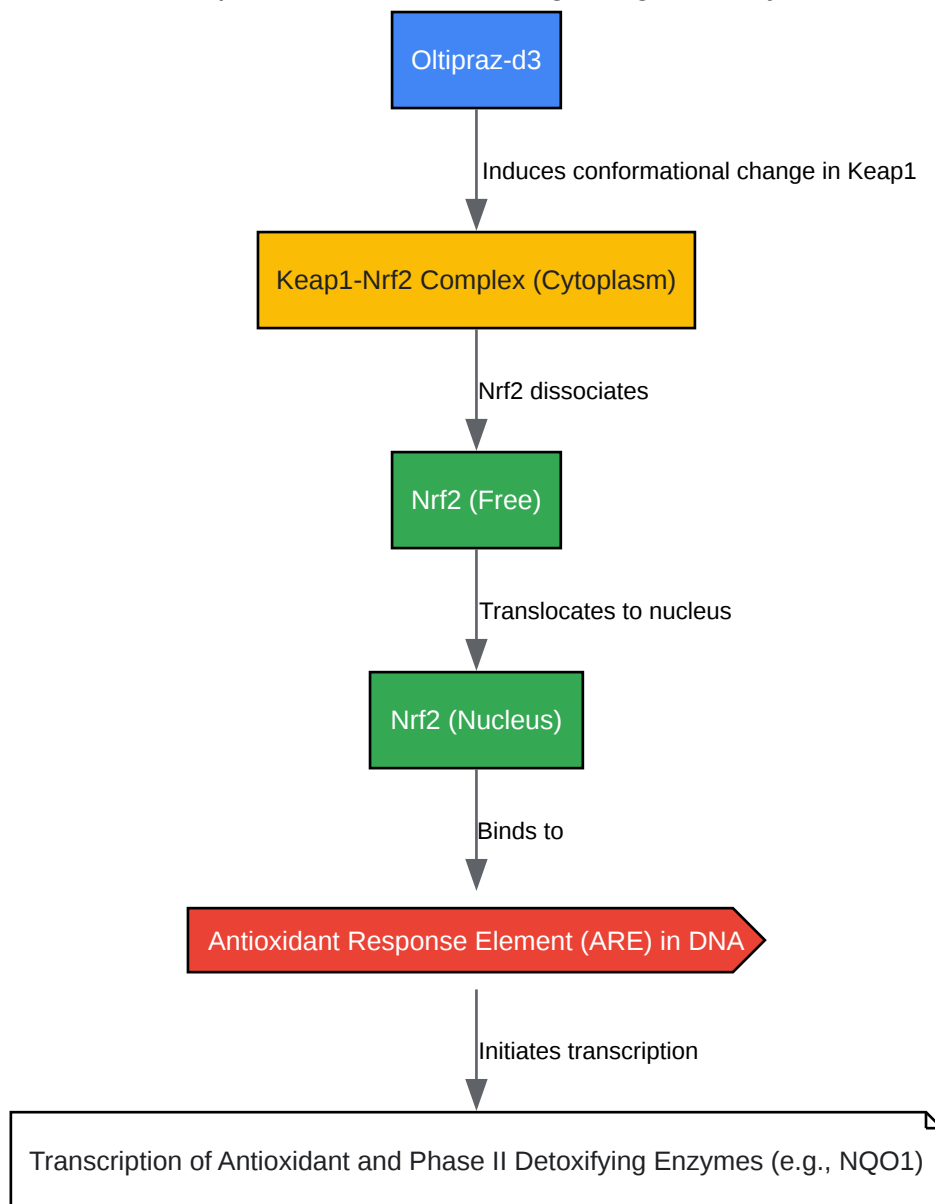 Oltipraz-d3
Induces conformational change in Keap1
Keap1-Nrf2 Complex (Cytoplasm)
Nrf2 dissociates
Nrf2 (Free)
Translocates to nucleus
Nrf2 (Nucleus)
Binds to
Antioxidant Response Element (ARE) in DNA
Initiates transcription
Transcription of Antioxidant and Phase II Detoxifying Enzymes (e.g., NQO1)